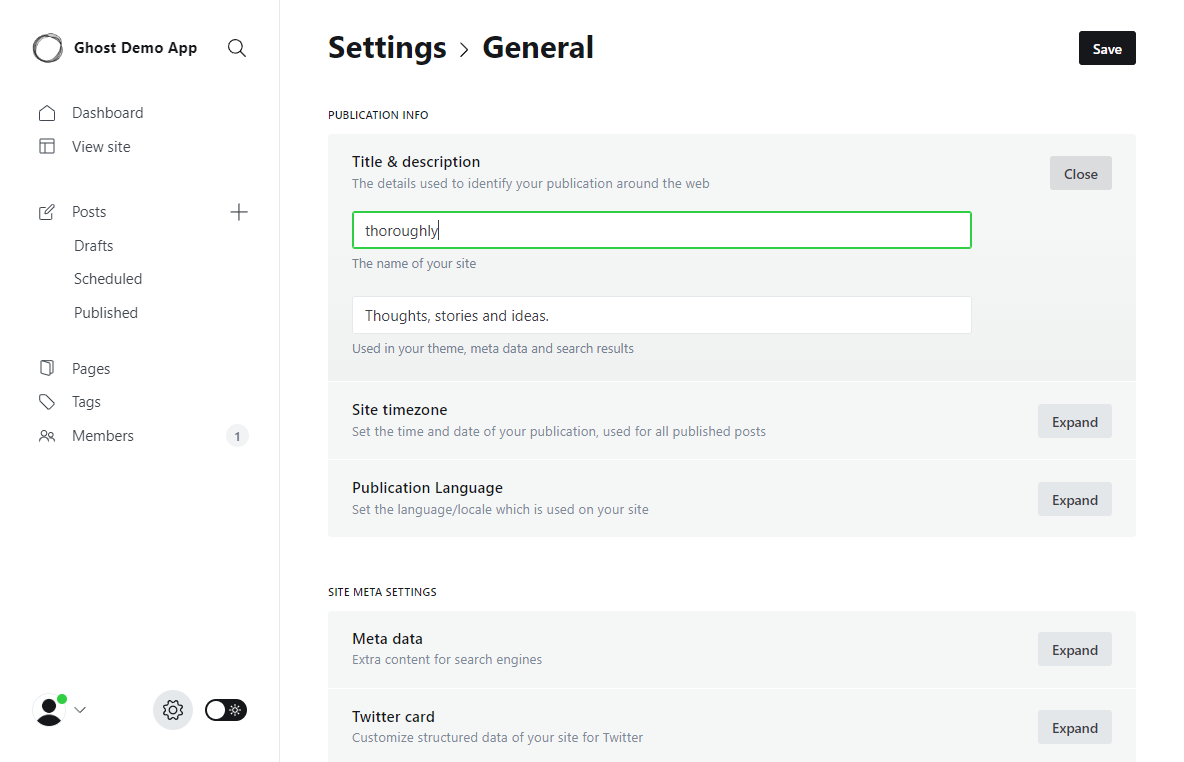 Ghost Demo App
Dashboard
View site
Posts
Drafts
Scheduled
Published
Pages
Tags
Members
1
Settings > General
Save
PUBLICATION INFO
Title & description
The details used to identify your publication around the web
Close
thoroughly
The name of your site
Thoughts, stories and ideas.
Used in your theme, meta data and search results
Site timezone
Set the time and date of your publication, used for all published posts
Expand
Publication Language
Set the language/locale which is used on your site
Expand
SITE META SETTINGS
Meta data
Extra content for search engines
Expand
Twitter card
Customize structured data of your site for Twitter
Expand